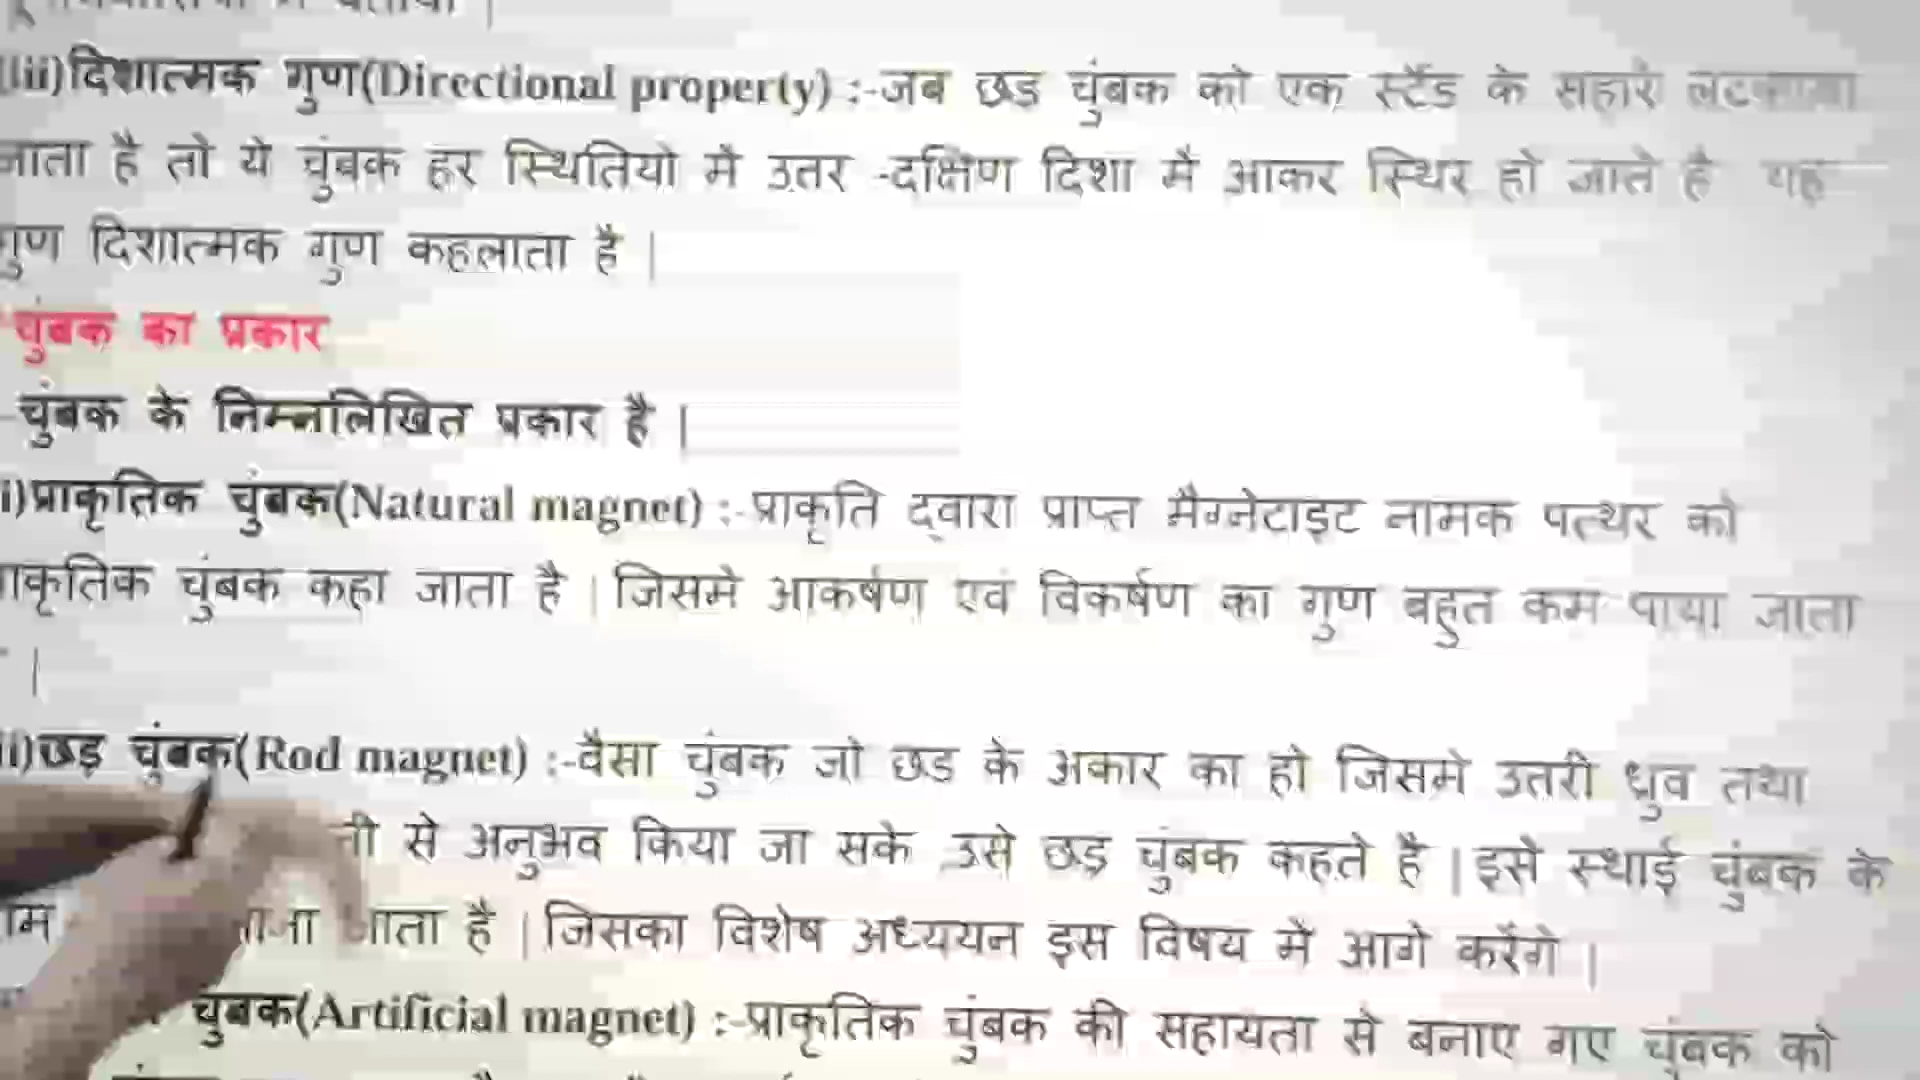 (iii)दिशात्मक गुण(Directional property) :-जब छड चुंबक को एक स्टैंड के सहारे लटकाया
जाता है तो ये चुंबक हर स्थितियो मे उतर -दक्षिण दिशा मै आकर स्थिर हो जाते है यह
गुण दिशात्मक गुण कहलाता है |
चुंबक का प्रकार
चुंबक के निम्नलिखित प्रकार है |
i)प्राकृतिक चुंबक(Natural magnet) :-प्राकृति द्वारा प्राप्त मैग्नेटाइट नामक पत्थर को
प्राकृतिक चुंबक कहा जाता है | जिसमे आकर्षण एवं विकर्षण का गुण बहुत कम पाया जाता
|
ii)छड़ चुंबक(Rod magnet) :-वैसा चुंबक जो छड के अकार का हो जिसमे उतरी ध्रुव तथा
से अनुभव किया जा सके उसे छड़ चुंबक कहते है | इसे स्थाई चुंबक के
है | जिसका विशेष अध्ययन इस विषय मे आगे करेंगे |
चुंबक(Artificial magnet) :-प्राकृतिक चुंबक की सहायता से बनाए गए चुंबक को